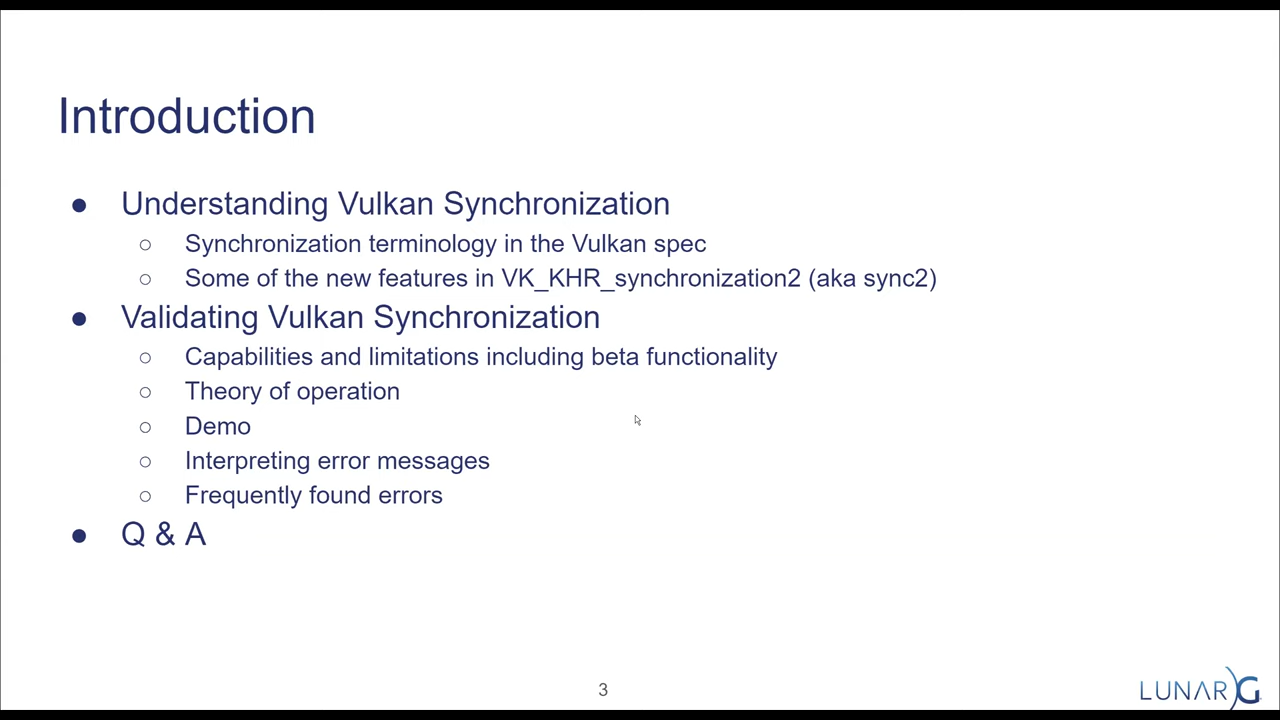 Introduction
● Understanding Vulkan Synchronization
○ Synchronization terminology in the Vulkan spec
○ Some of the new features in VK_KHR_synchronization2 (aka sync2)
● Validating Vulkan Synchronization
○ Capabilities and limitations including beta functionality
○ Theory of operation
○ Demo
○ Interpreting error messages
○ Frequently found errors
● Q & A
3
LUNARG